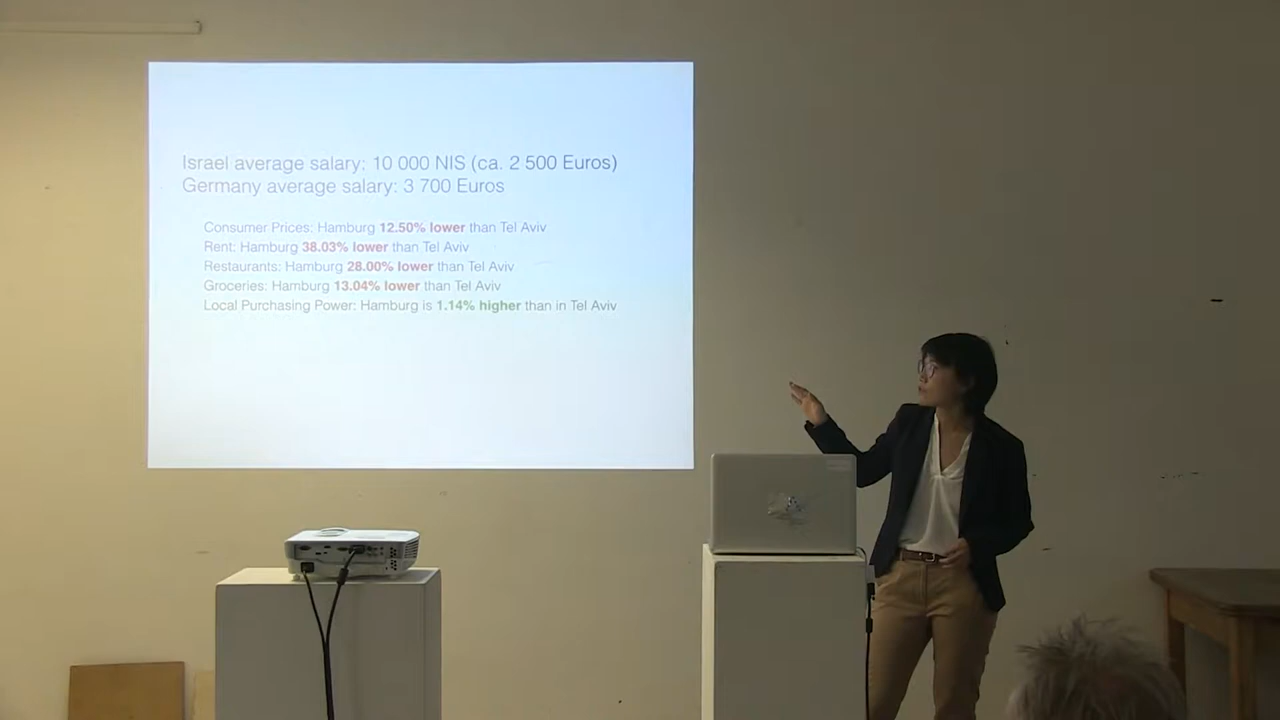 Israel average salary: 10 000 NIS (ca. 2 500 Euros)
Germany average salary: 3 700 Euros
Consumer Prices: Hamburg 12.50% lower than Tel Aviv
Rent: Hamburg 38.03% lower than Tel Aviv
Restaurants: Hamburg 28.00% lower than Tel Aviv
Groceries: Hamburg 13.04% lower than Tel Aviv
Local Purchasing Power: Hamburg is 1.14% higher than in Tel Aviv